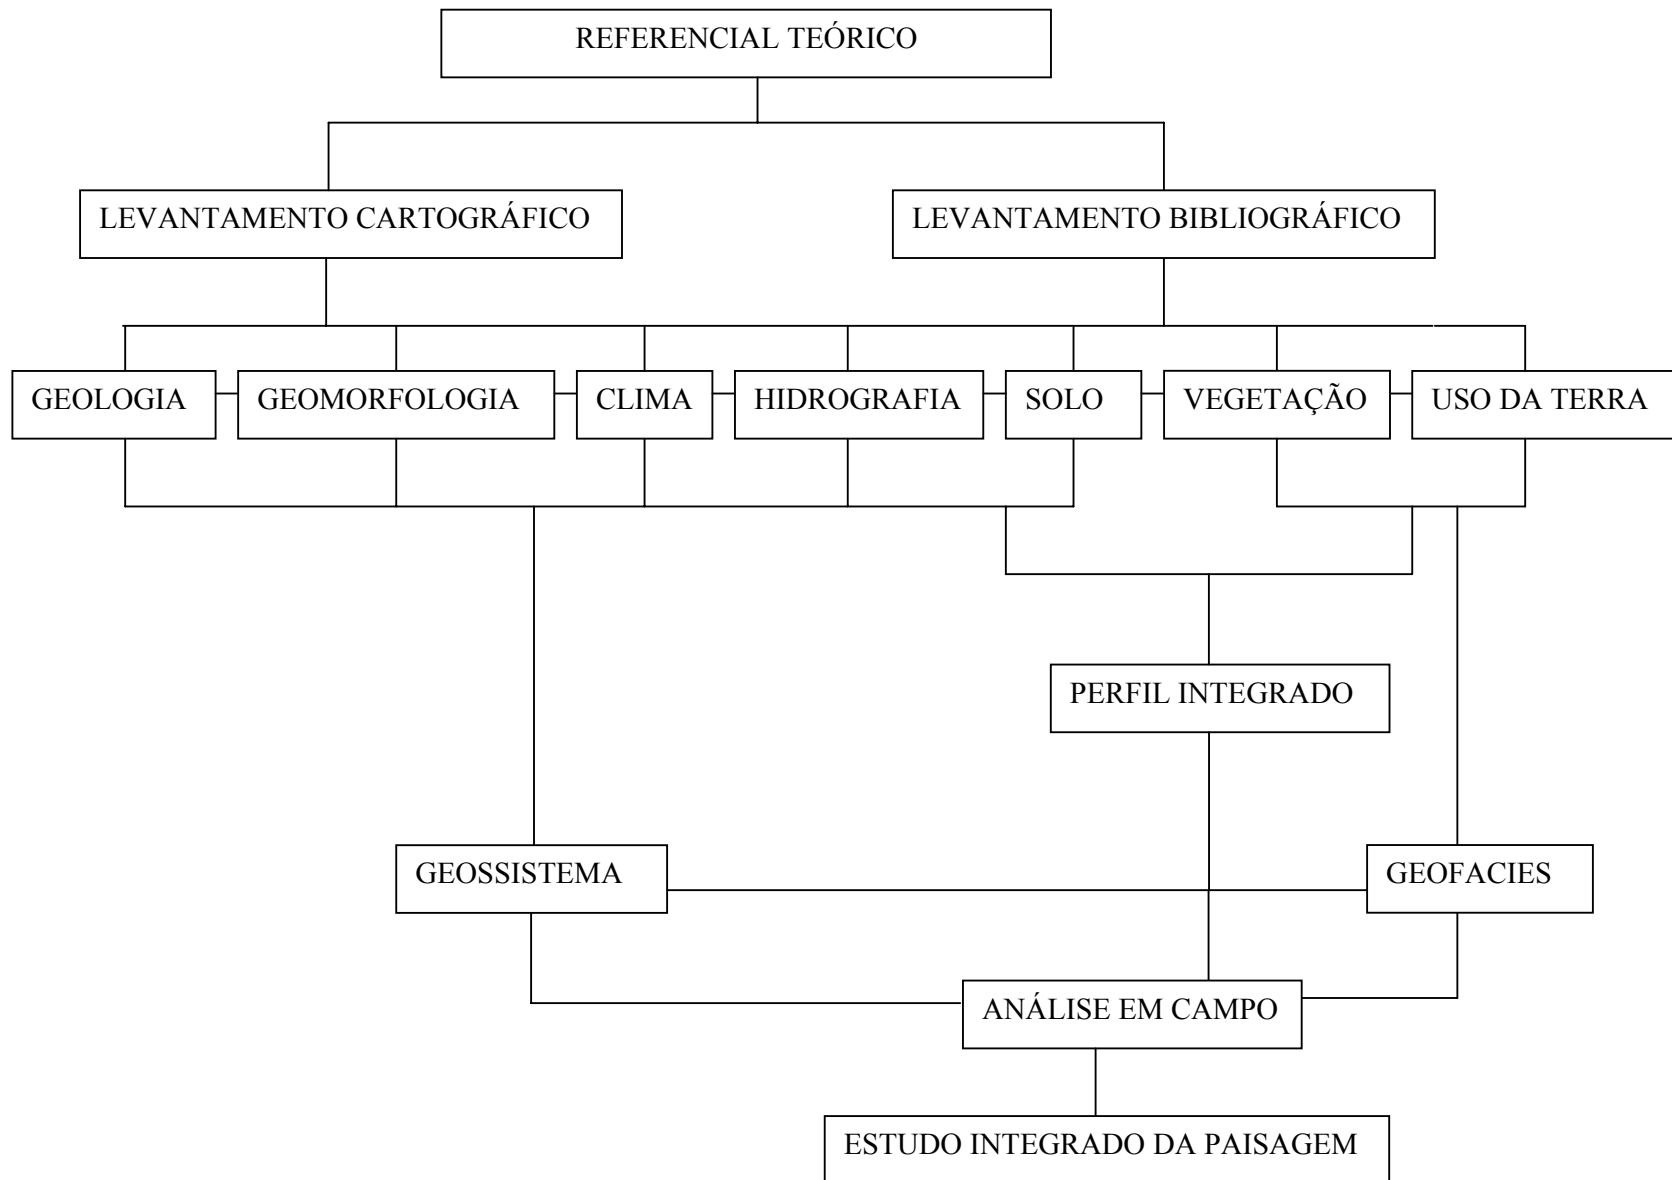 REFERENCIAL TEÓRICO
LEVANTAMENTO CARTOGRÁFICO
LEVANTAMENTO BIBLIOGRÁFICO
GEOLOGIA
GEOMORFOLOGIA
CLIMA
HIDROGRAFIA
SOLO
VEGETAÇÃO
USO DA TERRA
PERFIL INTEGRADO
GEOSSISTEMA
GEOFACIES
ANÁLISE EM CAMPO
ESTUDO INTEGRADO DA PAISAGEM